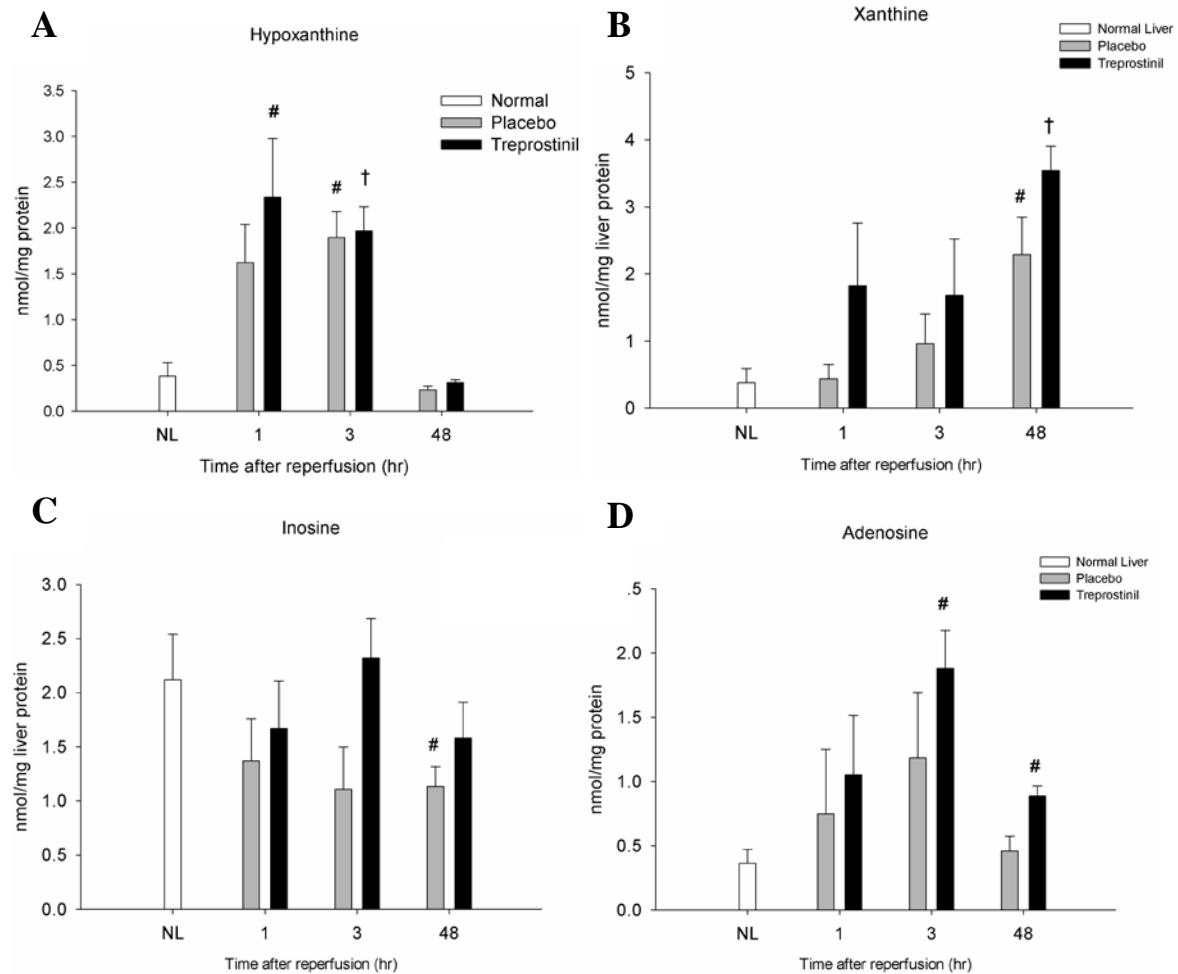 A
Hypoxanthine
Normal
Placebo
Treprostinil
nmol/mg protein
3.5
3.0
2.5
2.0
1.5
1.0
0.5
0.0
#
# †
NL 1 3 48
Time after reperfusion (hr)
B
Xanthine
Normal Liver
Placebo
Treprostinil
nmol/mg liver protein
5
4
3
2
1
0
†
#
NL 1 3 48
Time after reperfusion (hr)
C
Inosine
nmol/mg liver protein
3.0
2.5
2.0
1.5
1.0
0.5
0.0
#
NL 1 3 48
Time after reperfusion (hr)
D
Adenosine
Normal Liver
Placebo
Treprostinil
nmol/mg protein
.5
2.0
1.5
1.0
0.5
0.0
#
#
NL 1 3 48
Time after reperfusion (hr)